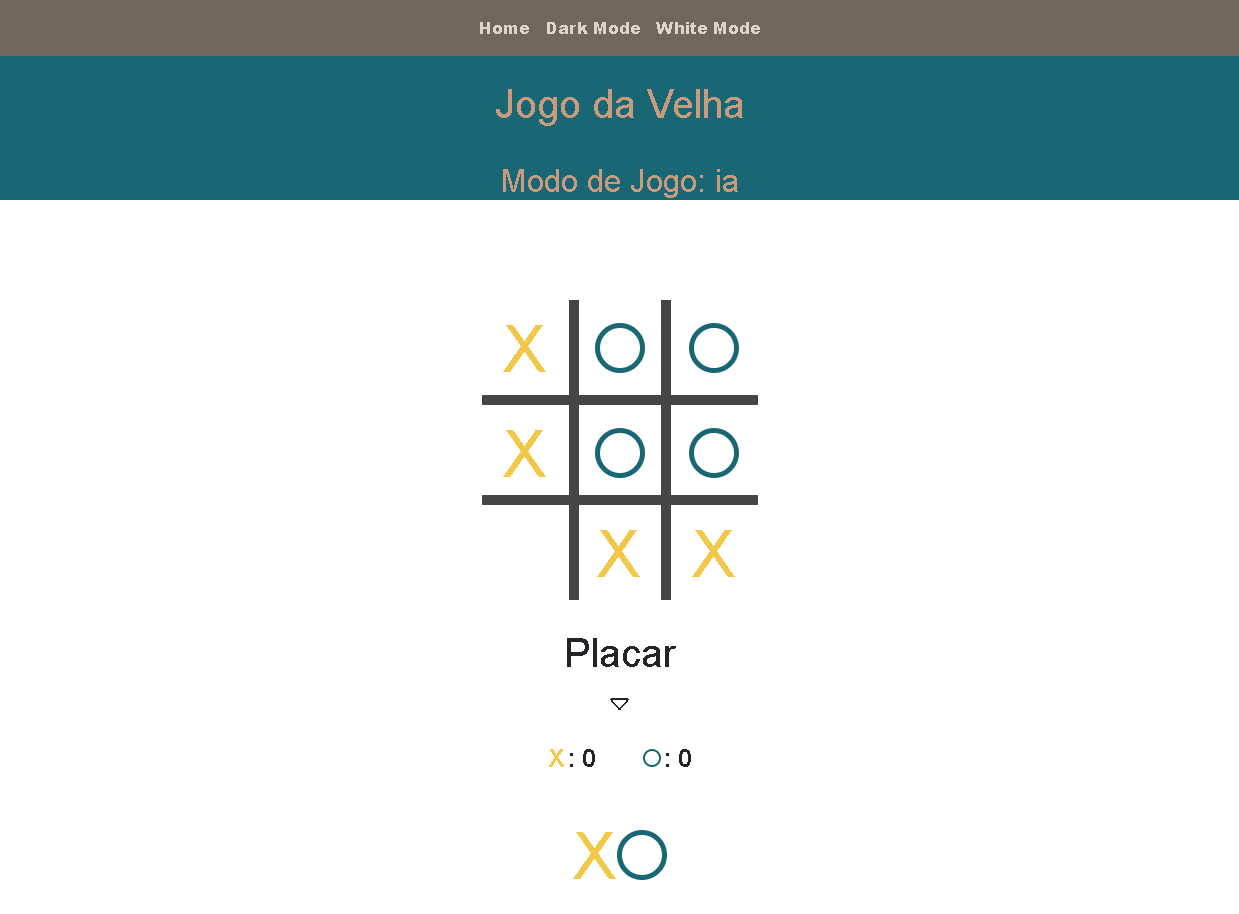 Home Dark Mode White Mode
Jogo da Velha
Modo de Jogo: ia
X O O
X O O
X X
Placar
X: 0 O: 0
XO